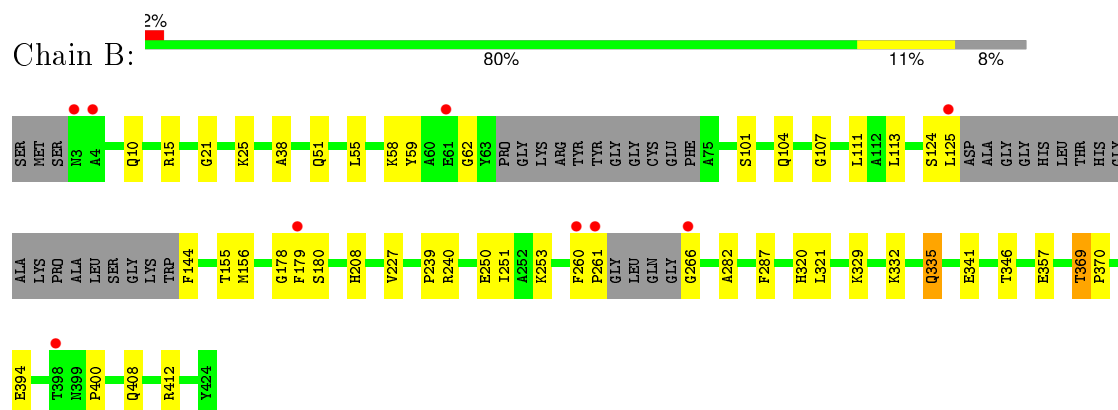 2%
Chain B:
80% 11% 8%
SER MET SER N3 A4 Q10 R15 G21 K25 A38 Q51 L55 K58 Y59 A60 E61 G62 Y63 PRO GLY LYS ARG TYR TYR GLY GLY CYS GLU PHE A75 S101 Q104 G107 L111 A112 L113 S124 L125 ASP ALA GLY GLY HIS LEU THR HIS GLY
ALA LYS PRO ALA LEU SER GLY LYS TRP F144 T155 M156 G178 F179 S180 H208 V227 P239 R240 E250 I251 A252 K253 F260 P261 GLY LEU GLN GLY G266 A282 F287 H320 L321 K329 K332 Q335 E341 T346 E357 T369 P370
E394 T398 N399 P400 Q408 R412 Y424